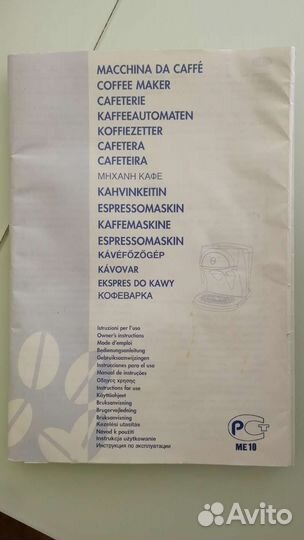 MACCHINA DA CAFFÉ
COFFEE MAKER
CAFETERIE
KAFFEEAUTOMATEN
KOFFIEZETTER
CAFETERA
CAFETEIRA
ΜΗΧΑΝΗ ΚΑΦΕ
KAHVINKEITIN
ESPRESSOMASKIN
KAFFEMASKINE
ESPRESSOMASKIN
KÁVÉFŐZŐGÉP
KÁVOVAR
EKSPRES DO KAWY
КОФЕВАРКА
Istruzioni per l'uso
Owner's instructions
Mode d'emploi
Bedienungsanleitung
Gebruiksaanwijzingen
Instrucciones para el uso
Manual de instruções
Οδηγίες χρήσης
Instructions for use
Käyttöohjeet
Bruksanvisning
Brugervejledning
Bruksanvisning
Kezelési utasítás
Návod k použití
Instrukcja użytkowania
Инструкция по эксплуатации
РСТ
ME 10
Avito